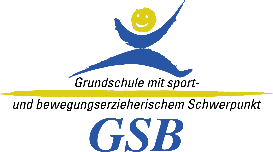 Grundschule mit sport-
und bewegungserzieherischem Schwerpunkt
GSB